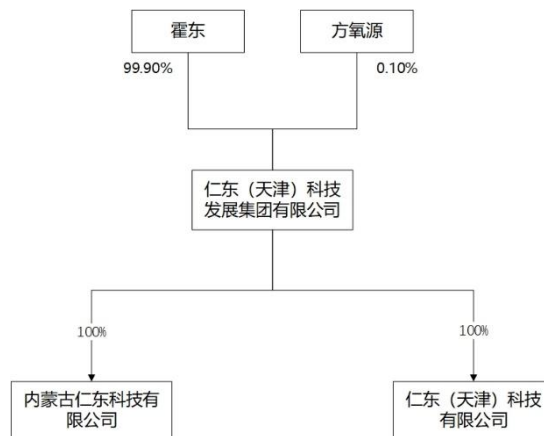 霍东
方氧源
99.90%
0.10%
仁东（天津）科技
发展集团有限公司
100%
100%
内蒙古仁东科技有
限公司
仁东（天津）科技
有限公司